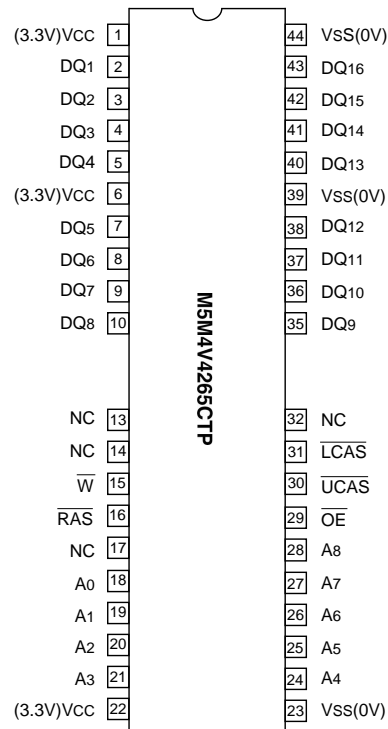 (3.3V)VCC 1 44 VSS(0V)
DQ1 2 43 DQ16
DQ2 3 42 DQ15
DQ3 4 41 DQ14
DQ4 5 40 DQ13
(3.3V)VCC 6 39 VSS(0V)
DQ5 7 38 DQ12
DQ6 8 37 DQ11
DQ7 9 36 DQ10
DQ8 10 35 DQ9
M5M4V4265CTP
NC 13 32 NC
NC 14 31 LCAS
W 15 30 UCAS
RAS 16 29 OE
NC 17 28 A8
A0 18 27 A7
A1 19 26 A6
A2 20 25 A5
A3 21 24 A4
(3.3V)VCC 22 23 VSS(0V)